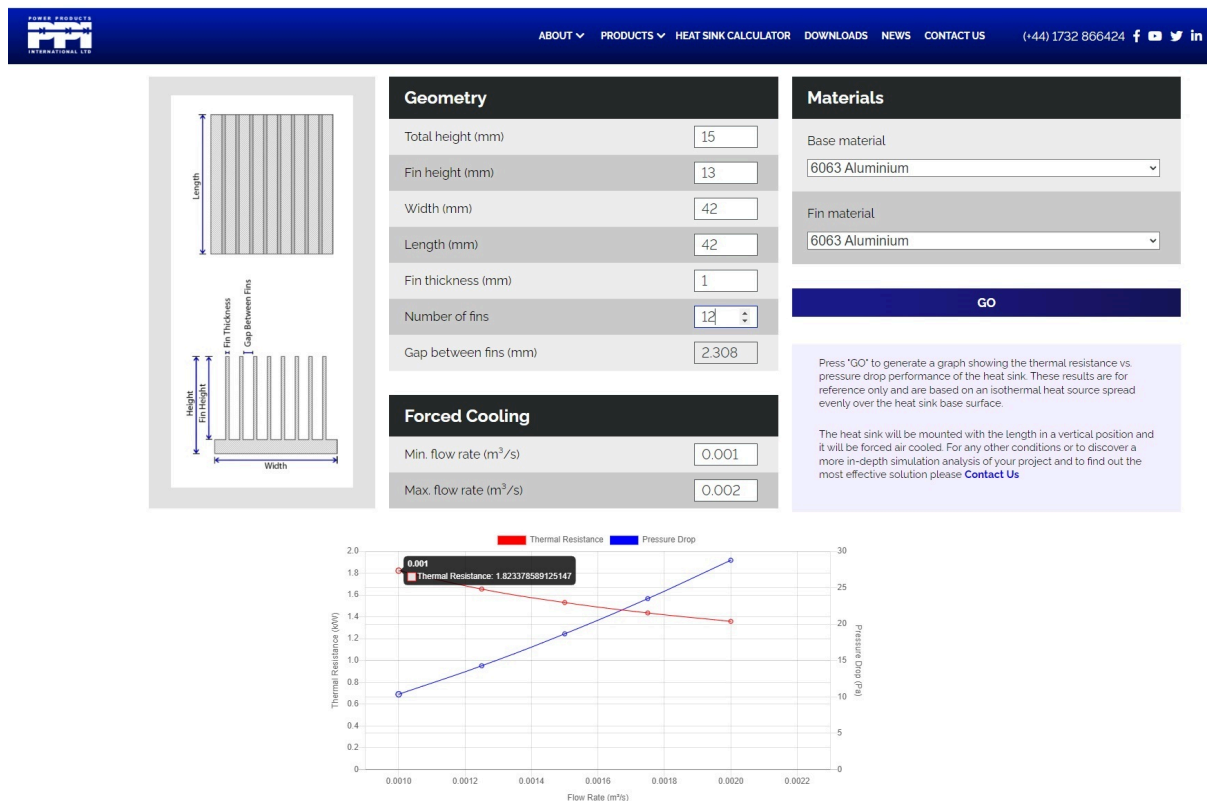 POWER PRODUCTS
PPI
INTERNATIONAL LTD
ABOUT PRODUCTS HEAT SINK CALCULATOR DOWNLOADS NEWS CONTACT US (+44) 1732 866424
Length
Fin Thickness
Gap Between Fins
Height
Fin Height
Width
Geometry
Total height (mm) 15
Fin height (mm) 13
Width (mm) 42
Length (mm) 42
Fin thickness (mm) 1
Number of fins 12
Gap between fins (mm) 2.308
Forced Cooling
Min. flow rate (m³/s) 0.001
Max. flow rate (m³/s) 0.002
Materials
Base material
6063 Aluminium
Fin material
6063 Aluminium
GO
Press "GO" to generate a graph showing the thermal resistance vs.
pressure drop performance of the heat sink. These results are for
reference only and are based on an isothermal heat source spread
evenly over the heat sink base surface.
The heat sink will be mounted with the length in a vertical position and
it will be forced air cooled. For any other conditions or to discover a
more in-depth simulation analysis of your project and to find out the
most effective solution please Contact Us
Thermal Resistance Pressure Drop
0.001
Thermal Resistance: 1.823378589125147
Thermal Resistance (k/W)
2.0
1.8
1.6
1.4
1.2
1.0
0.8
0.6
0.4
0.2
0
30
25
20
15
10
5
0
Pressure Drop (Pa)
0.0010 0.0012 0.0014 0.0016 0.0018 0.0020 0.0022
Flow Rate (m³/s)